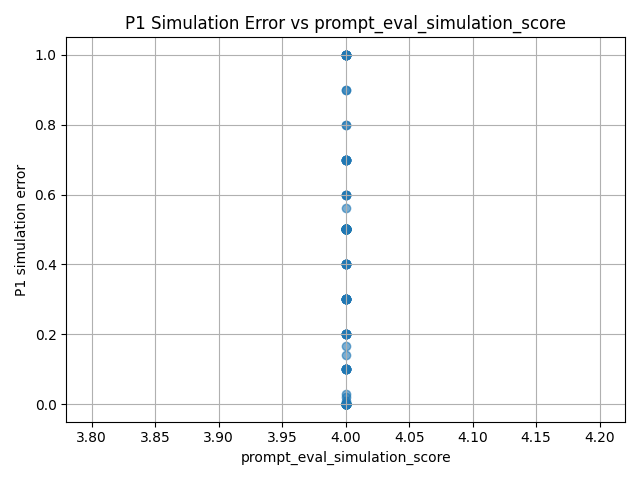 P1 Simulation Error vs prompt_eval_simulation_score
1.0
0.8
0.6
0.4
0.2
0.0
P1 simulation error
3.80 3.85 3.90 3.95 4.00 4.05 4.10 4.15 4.20
prompt_eval_simulation_score